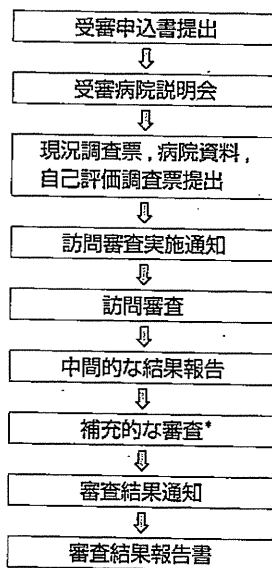 受審申込書提出
受審病院説明会
現況調査票，病院資料，
自己評価調査票提出
訪問審査実施通知
訪問審査
中間的な結果報告
補充的な審査*
審査結果通知
審査結果報告書